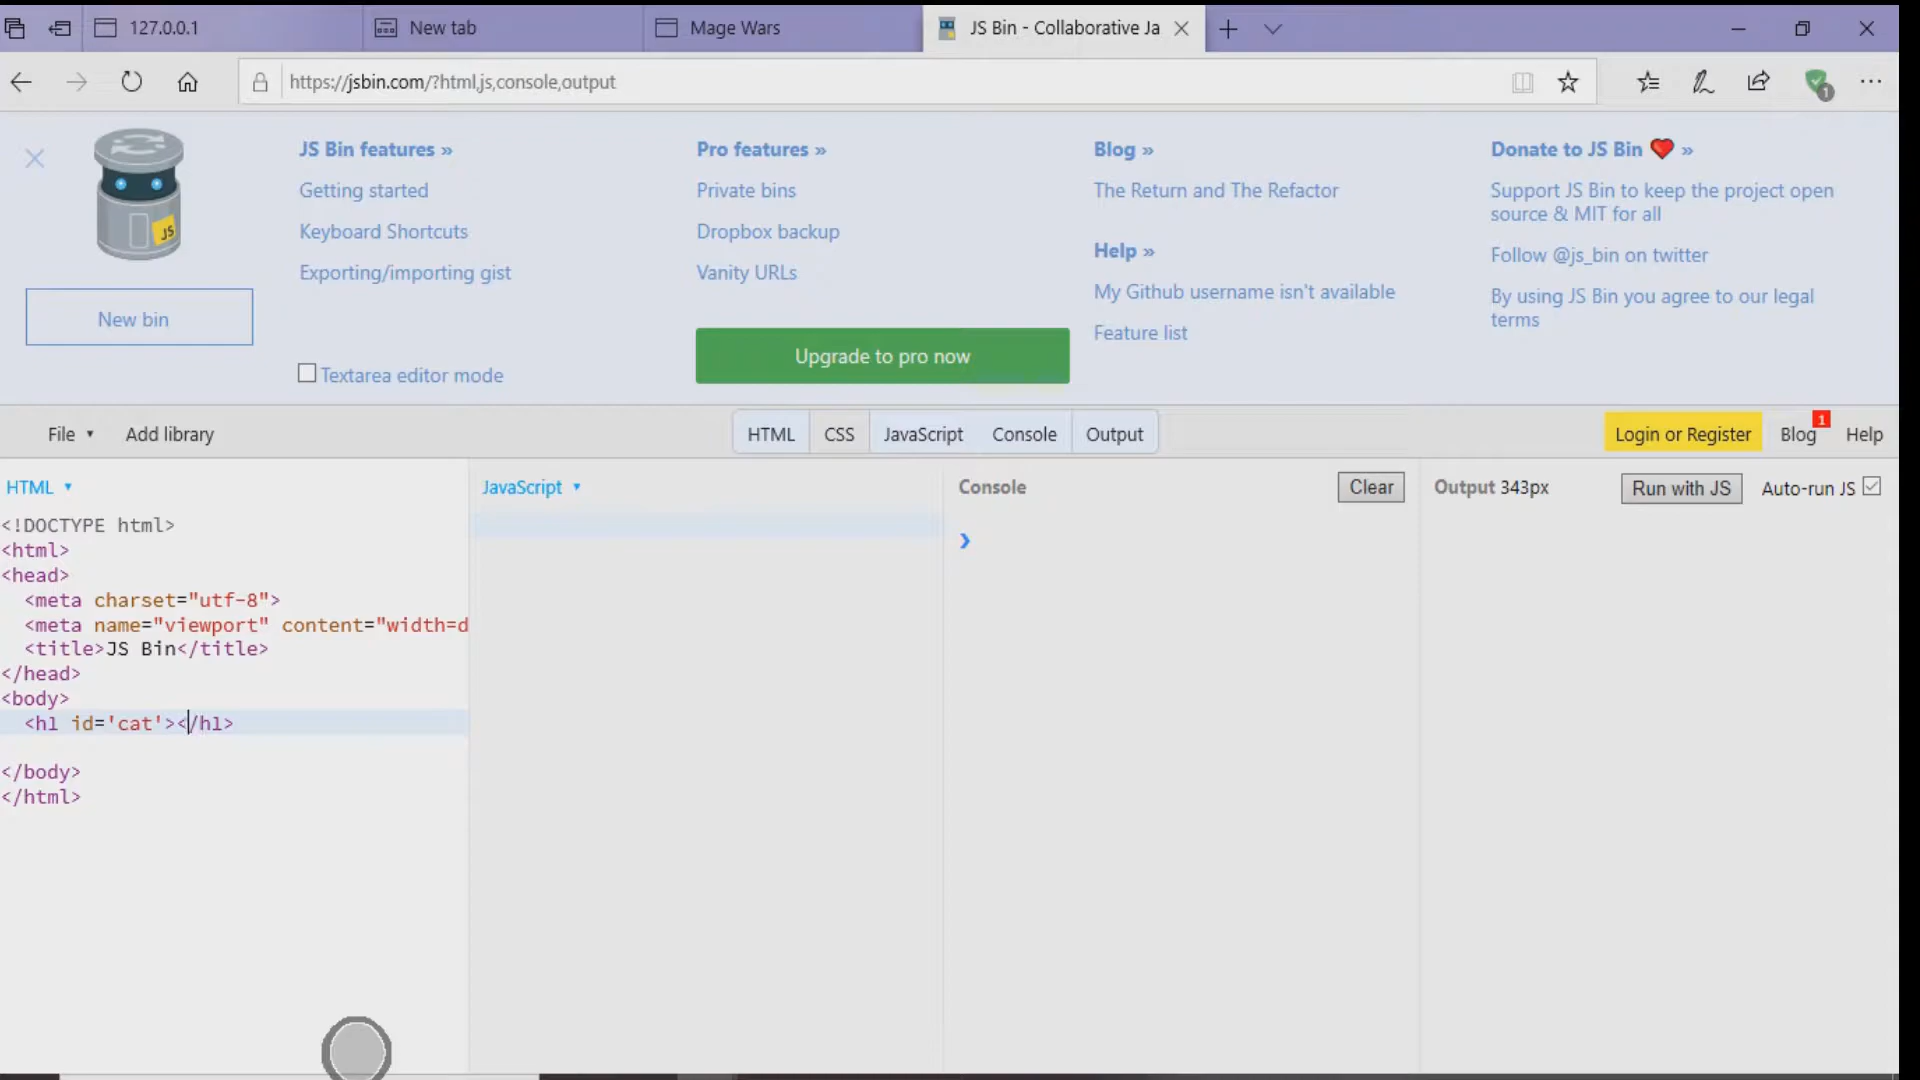 127.0.0.1
New tab
Mage Wars
JS Bin - Collaborative Ja
https://jsbin.com/?html,js,console,output
1
JS
New bin
JS Bin features »
Getting started
Keyboard Shortcuts
Exporting/importing gist
Textarea editor mode
Pro features »
Private bins
Dropbox backup
Vanity URLs
Upgrade to pro now
Blog »
The Return and The Refactor
Help »
My Github username isn't available
Feature list
Donate to JS Bin ❤ »
Support JS Bin to keep the project open
source & MIT for all
Follow @js_bin on twitter
By using JS Bin you agree to our legal
terms
File
Add library
HTML
CSS
JavaScript
Console
Output
Login or Register
Blog
1
Help
HTML
<!DOCTYPE html>
<html>
<head>
<meta charset="utf-8">
<meta name="viewport" content="width=d
<title>JS Bin</title>
</head>
<body>
<h1 id='cat'></h1>
</body>
</html>
JavaScript
Console
Clear
Output 343px
Run with JS
Auto-run JS